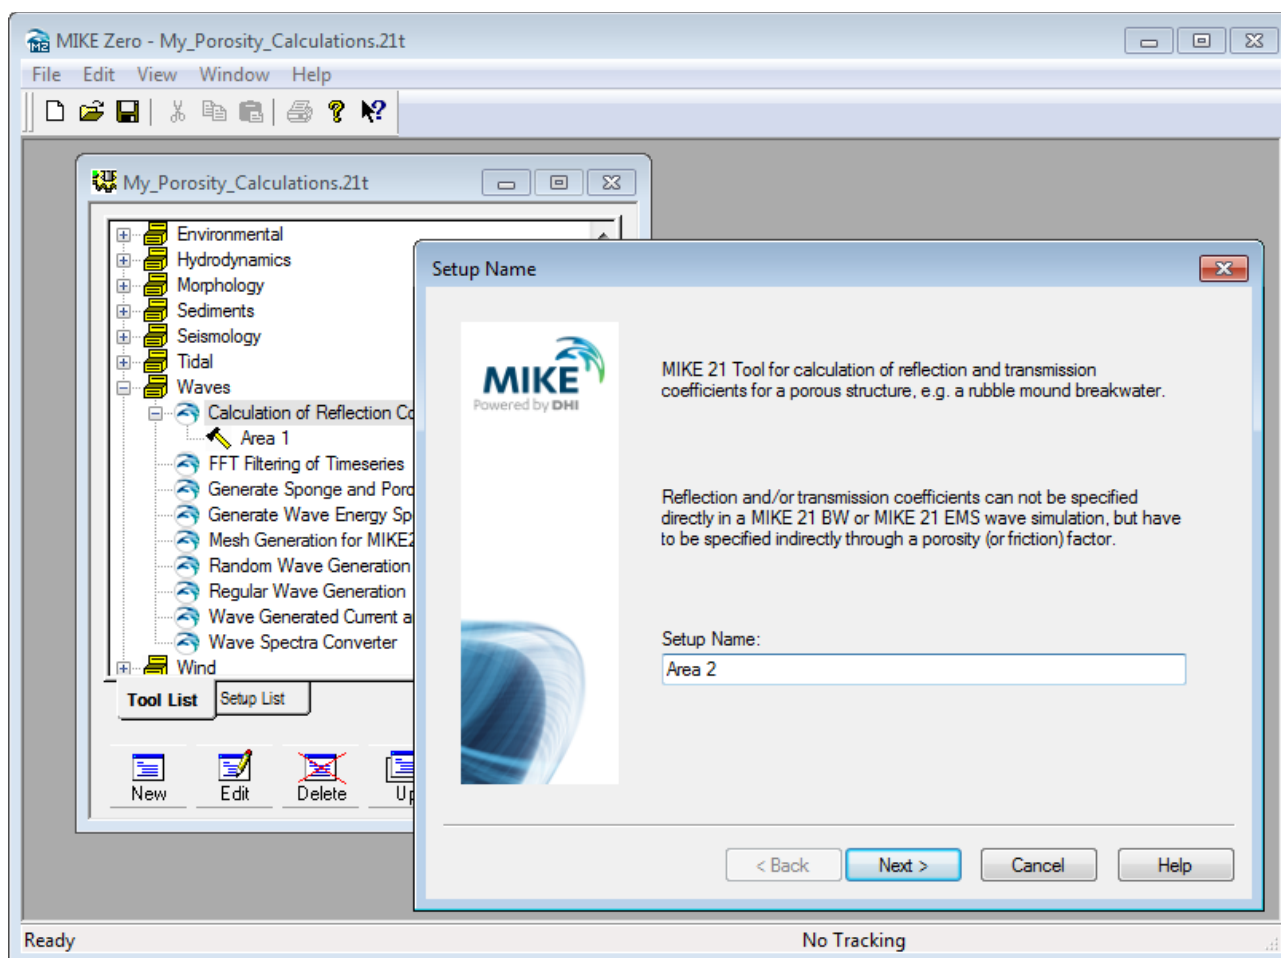 MIKE Zero - My_Porosity_Calculations.21t
File Edit View Window Help
My_Porosity_Calculations.21t
Environmental
Hydrodynamics
Morphology
Sediments
Seismology
Tidal
Waves
Calculation of Reflection Co
Area 1
FFT Filtering of Timeseries
Generate Sponge and Poro
Generate Wave Energy Sp
Mesh Generation for MIKE2
Random Wave Generation
Regular Wave Generation
Wave Generated Current a
Wave Spectra Converter
Wind
Tool List Setup List
New Edit Delete Up
Setup Name
MIKE
Powered by DHI
MIKE 21 Tool for calculation of reflection and transmission
coefficients for a porous structure, e.g. a rubble mound breakwater.
Reflection and/or transmission coefficients can not be specified
directly in a MIKE 21 BW or MIKE 21 EMS wave simulation, but have
to be specified indirectly through a porosity (or friction) factor.
Setup Name:
Area 2
< Back Next > Cancel Help
Ready No Tracking